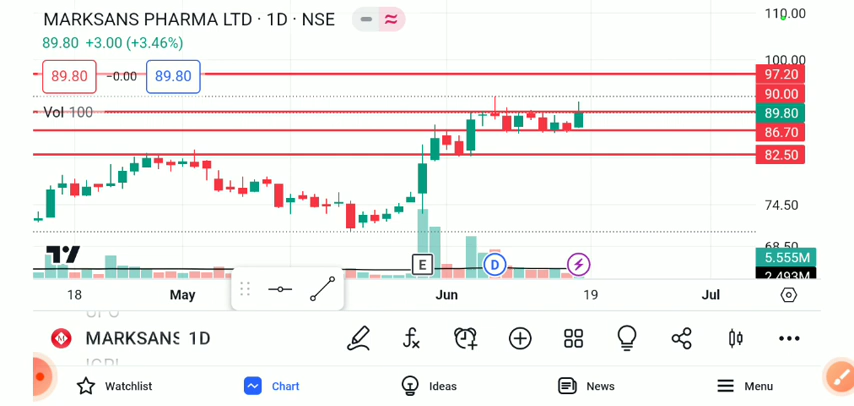 MARKSANS PHARMA LTD · 1D · NSE
89.80 +3.00 (+3.46%)
89.80 -0.00 89.80
Vol 100
110.00
100.00
97.20
90.00
89.80
86.70
82.50
74.50
68.50
5.555M
2.493M
E D
18 May Jun 19 Jul
MARKSANS 1D
Watchlist Chart Ideas News Menu